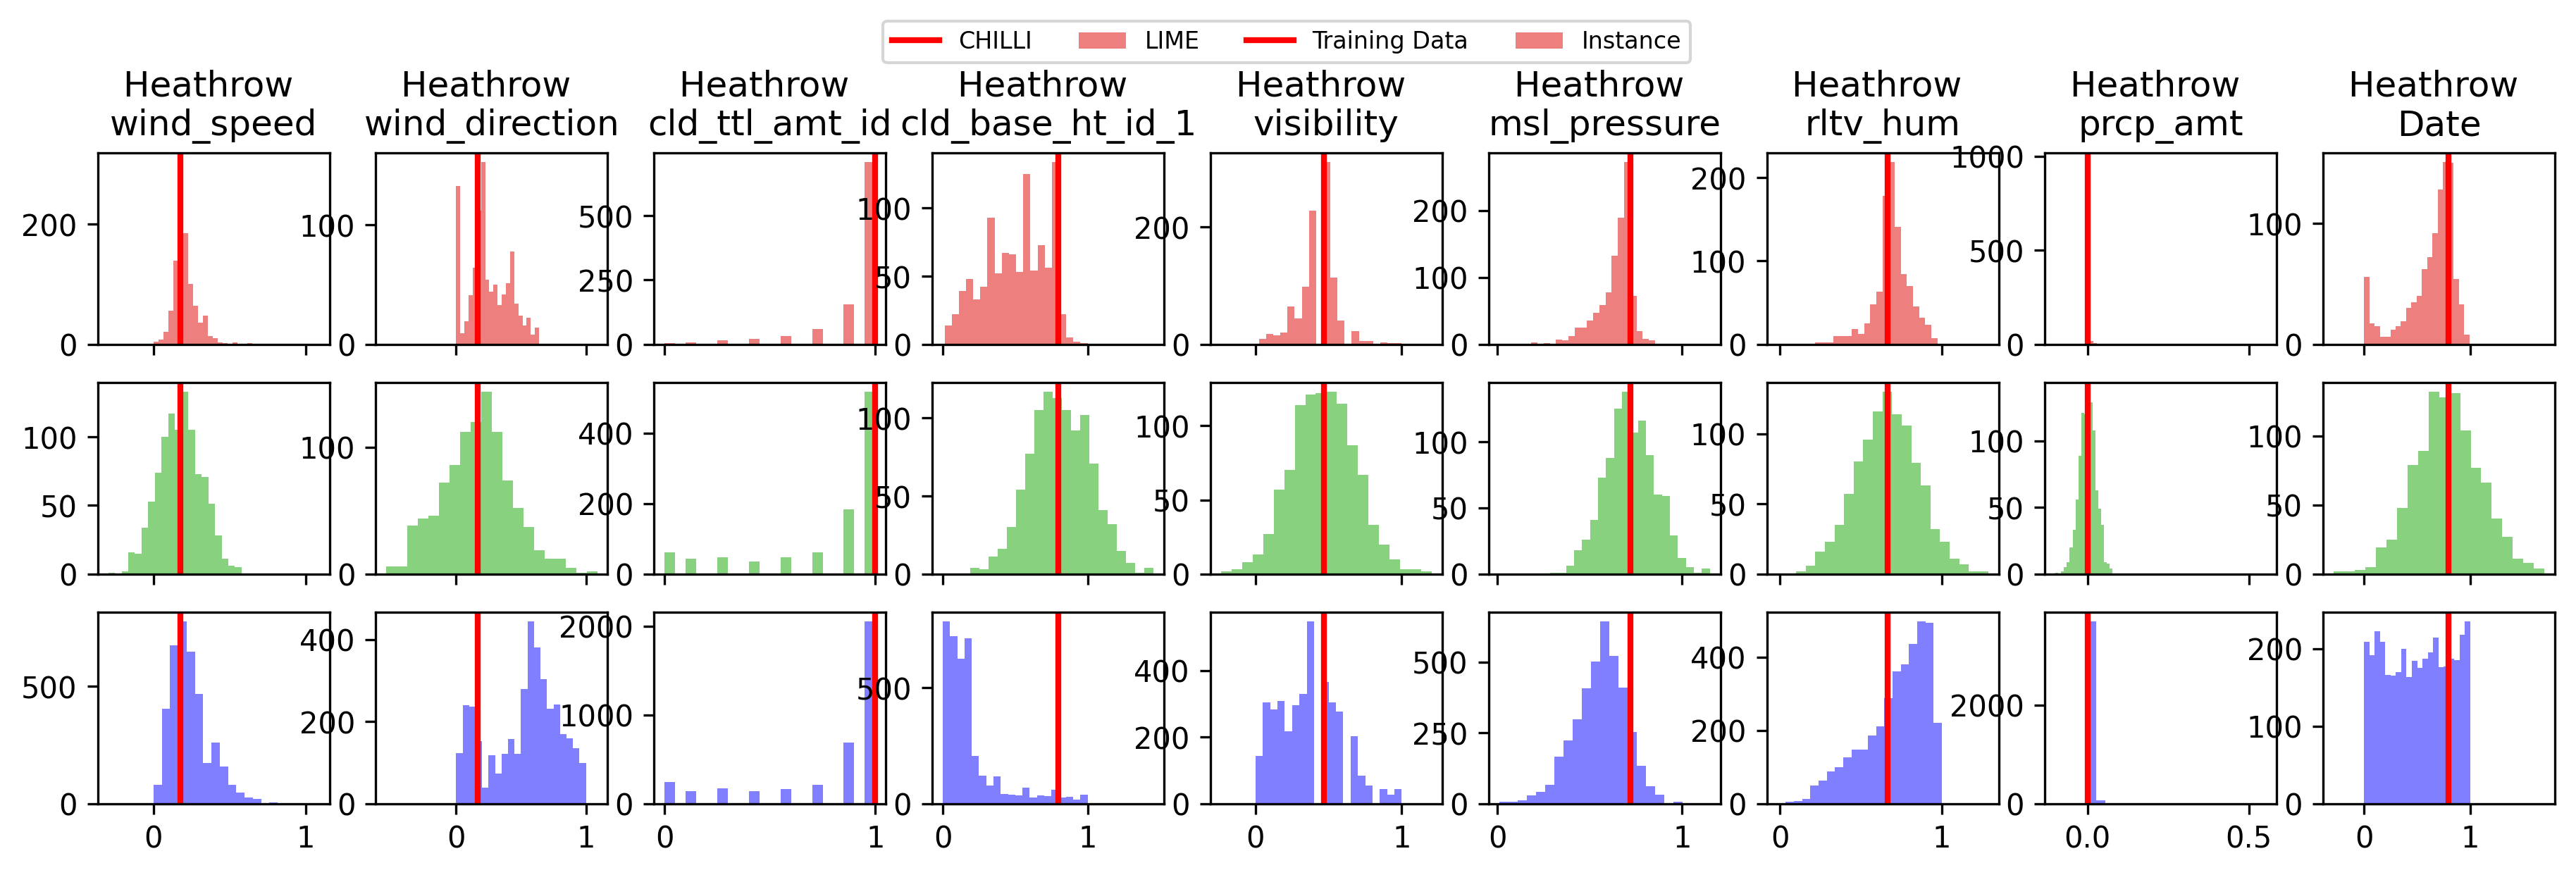 CHILLI LIME Training Data Instance
Heathrow Heathrow Heathrow Heathrow Heathrow Heathrow Heathrow Heathrow Heathrow
wind_speed wind_direction cld_ttl_amt_id cld_base_ht_id_1 visibility msl_pressure rltv_hum prcp_amt Date
200 100 500 100 200 200 200 1000 100
250 50 100 100 500
0 0 0 0 0 0 0 0 0
100 100 400 100 100 100 100 100 100
50 200 50 50 50 50 50 50
0 0 0 0 0 0 0 0 0
500 400 2000 500 400 500 400 2000 200
200 1000 200 250 200 100
0 0 0 0 0 0 0 0 0
0 1 0 1 0 1 0 1 0 1 0 1 0 1 0.0 0.5 0 1